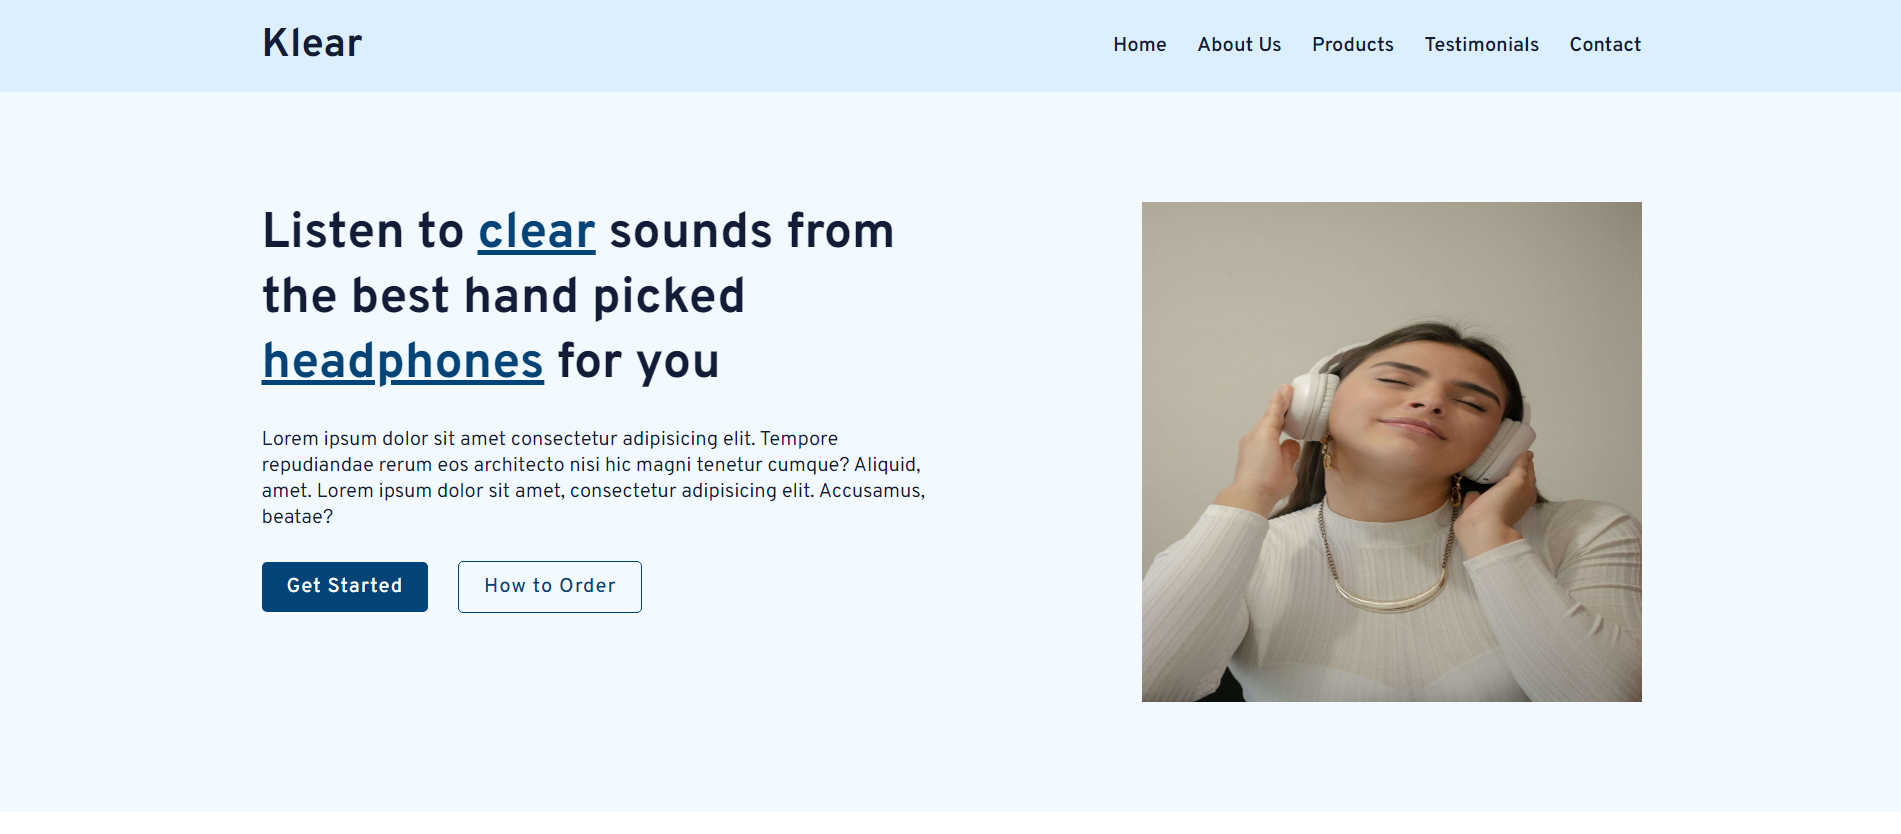 Klear
Home About Us Products Testimonials Contact
Listen to clear sounds from
the best hand picked
headphones for you
Lorem ipsum dolor sit amet consectetur adipisicing elit. Tempore
repudiandae rerum eos architecto nisi hic magni tenetur cumque? Aliquid,
amet. Lorem ipsum dolor sit amet, consectetur adipisicing elit. Accusamus,
beatae?
Get Started How to Order